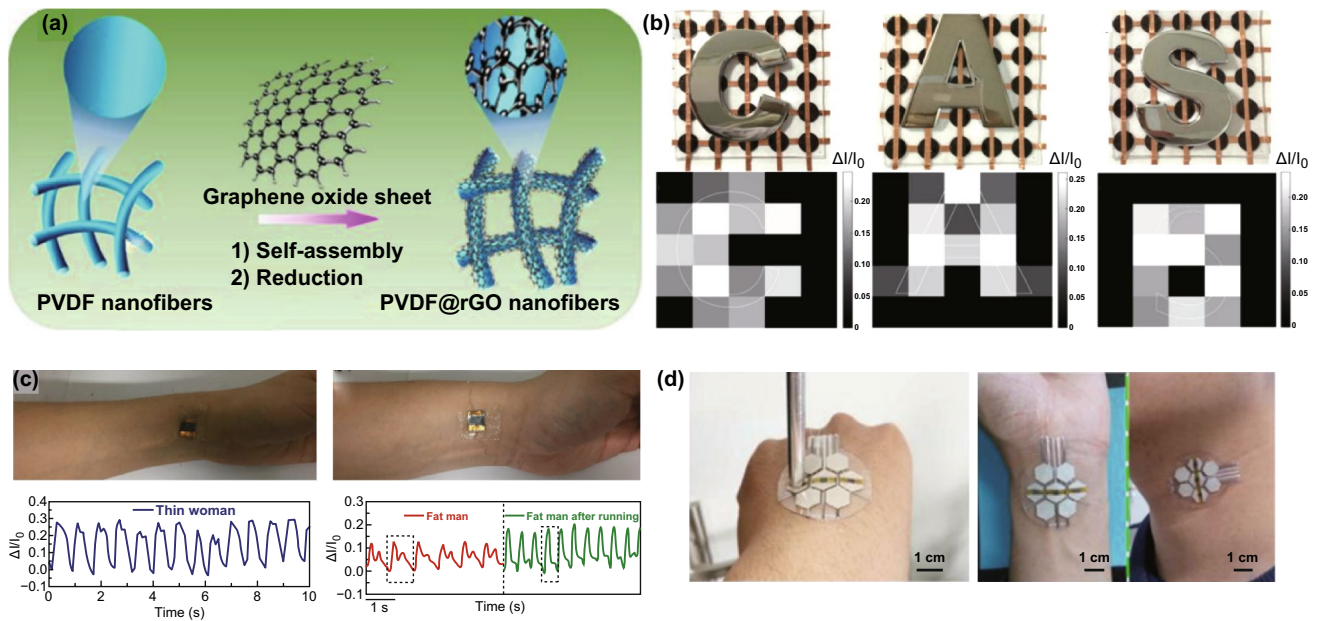 (a)
Graphene oxide sheet
1) Self-assembly
2) Reduction
PVDF nanofibers
PVDF@rGO nanofibers
(b)
C
A
S
ΔI/I0
0.20
0.15
0.10
0.05
0
ΔI/I0
0.25
0.20
0.15
0.10
0.05
0
ΔI/I0
0.20
0.15
0.10
0.05
0
(c)
ΔI/I0
0.4
0.3
0.2
0.1
0.0
−0.1
Thin woman
0 2 4 6 8 10
Time (s)
ΔI/I0
0.3
0.2
0.1
0.0
−0.1
Fat man
Fat man after running
1 s
Time (s)
(d)
1 cm
1 cm
1 cm